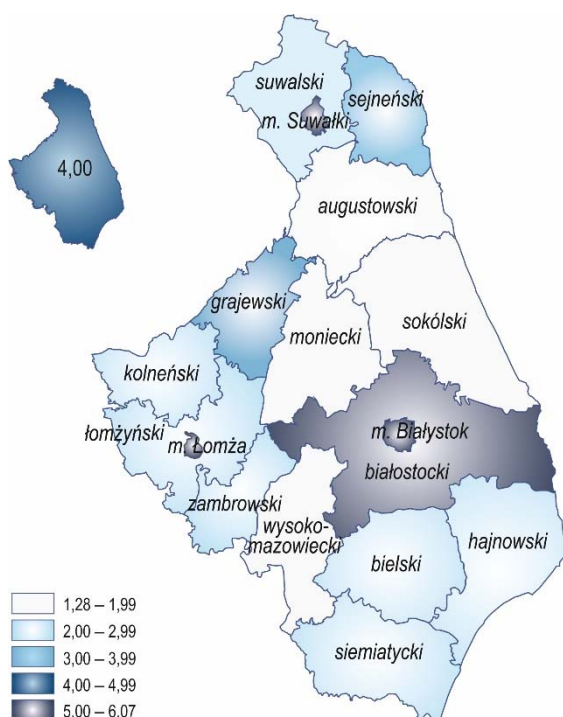 suwalski
sejneński
m. Suwałki
4,00
augustowski
grajewski
sokólski
moniecki
kolneński
łomżyński
m. Łomża
m. Białystok
białostocki
zambrowski
wysoko-
mazowiecki
hajnowski
bielski
siemiatycki
1,28 – 1,99
2,00 – 2,99
3,00 – 3,99
4,00 – 4,99
5,00 – 6,07